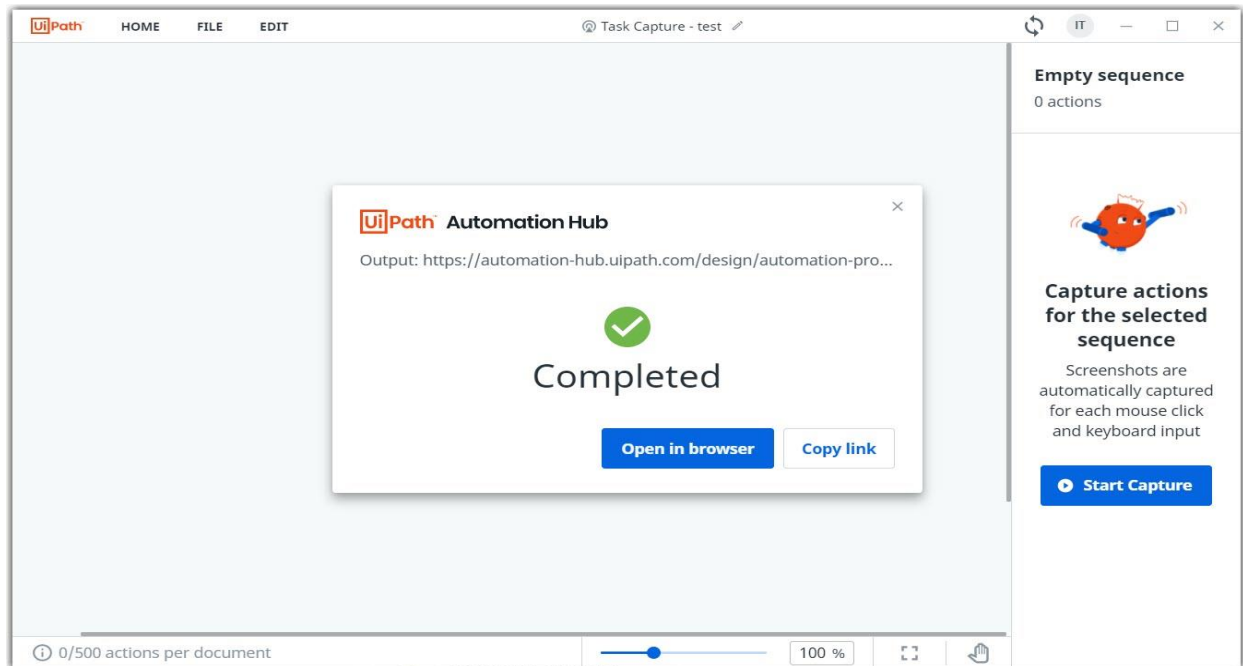 UiPath HOME FILE EDIT Task Capture - test IT
Empty sequence
0 actions
UiPath Automation Hub
Output: https://automation-hub.uipath.com/design/automation-pro...
Completed
Open in browser Copy link
Capture actions
for the selected
sequence
Screenshots are
automatically captured
for each mouse click
and keyboard input
Start Capture
0/500 actions per document 100 %